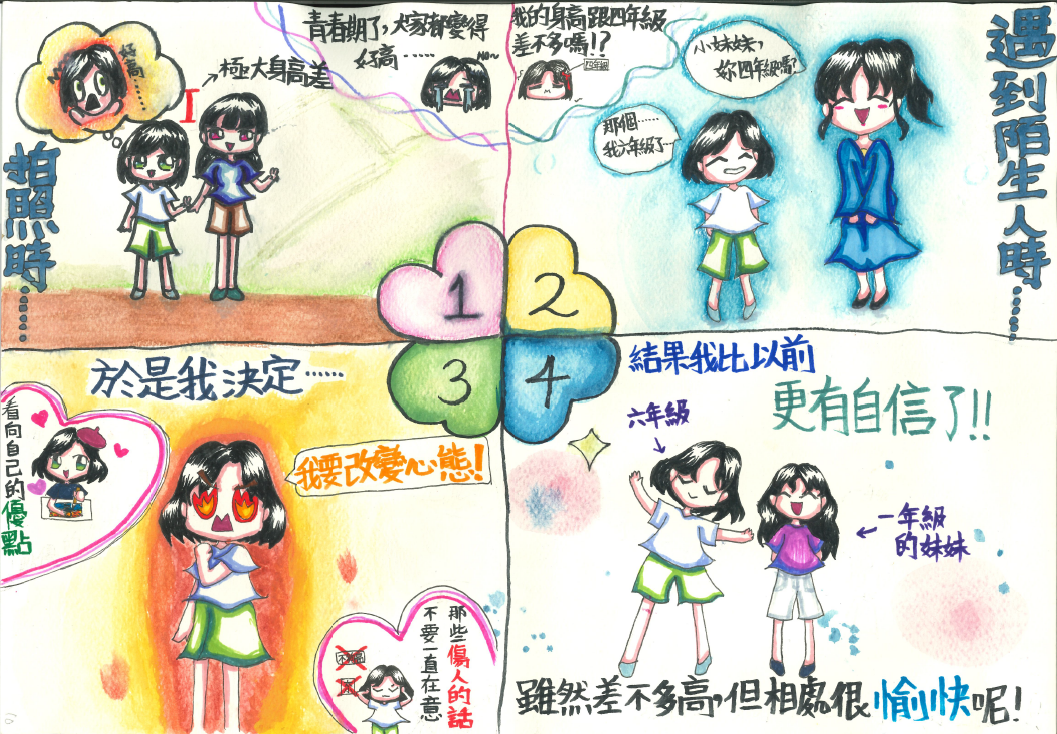 拍照時……
好高……
極大身高差
青春期了,大家都變得
好高……
NO~
1
遇到陌生人時……
我的身高跟四年級
差不多嗎!?
四年級
小妹妹,
妳四年級嗎?
那個……
我六年級了…
2
於是我決定……
3
看向自己的優點
我要改變心態!
那些傷人的話
不要一直在意
4
結果我比以前
更有自信了!!
六年級
一年級
的妹妹
雖然差不多高,但相處很愉快呢!